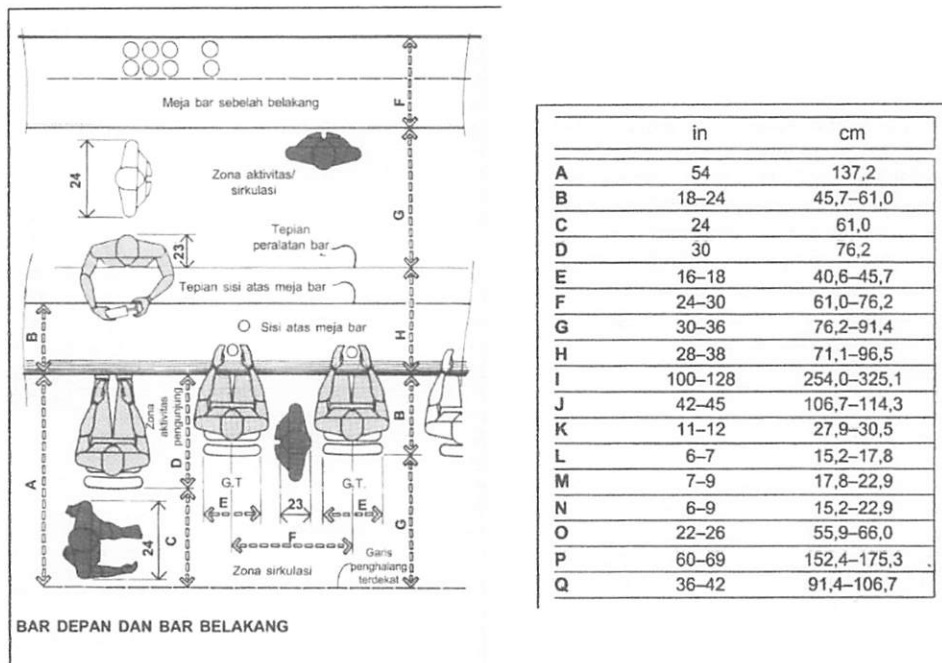 Meja bar sebelah belakang
F
24
Zona aktivitas/
sirkulasi
G
23
Tepian
peralatan bar
Tepian sisi atas meja bar
B
Sisi atas meja bar
H
A
Zona
aktivitas
pengunjung
D
B
G.T
G.T.
E
23
E
24
C
F
G
Zona sirkulasi
Garis
penghalang
terdekat
BAR DEPAN DAN BAR BELAKANG
in cm
A 54 137,2
B 18–24 45,7–61,0
C 24 61,0
D 30 76,2
E 16–18 40,6–45,7
F 24–30 61,0–76,2
G 30–36 76,2–91,4
H 28–38 71,1–96,5
I 100–128 254,0–325,1
J 42–45 106,7–114,3
K 11–12 27,9–30,5
L 6–7 15,2–17,8
M 7–9 17,8–22,9
N 6–9 15,2–22,9
O 22–26 55,9–66,0
P 60–69 152,4–175,3
Q 36–42 91,4–106,7